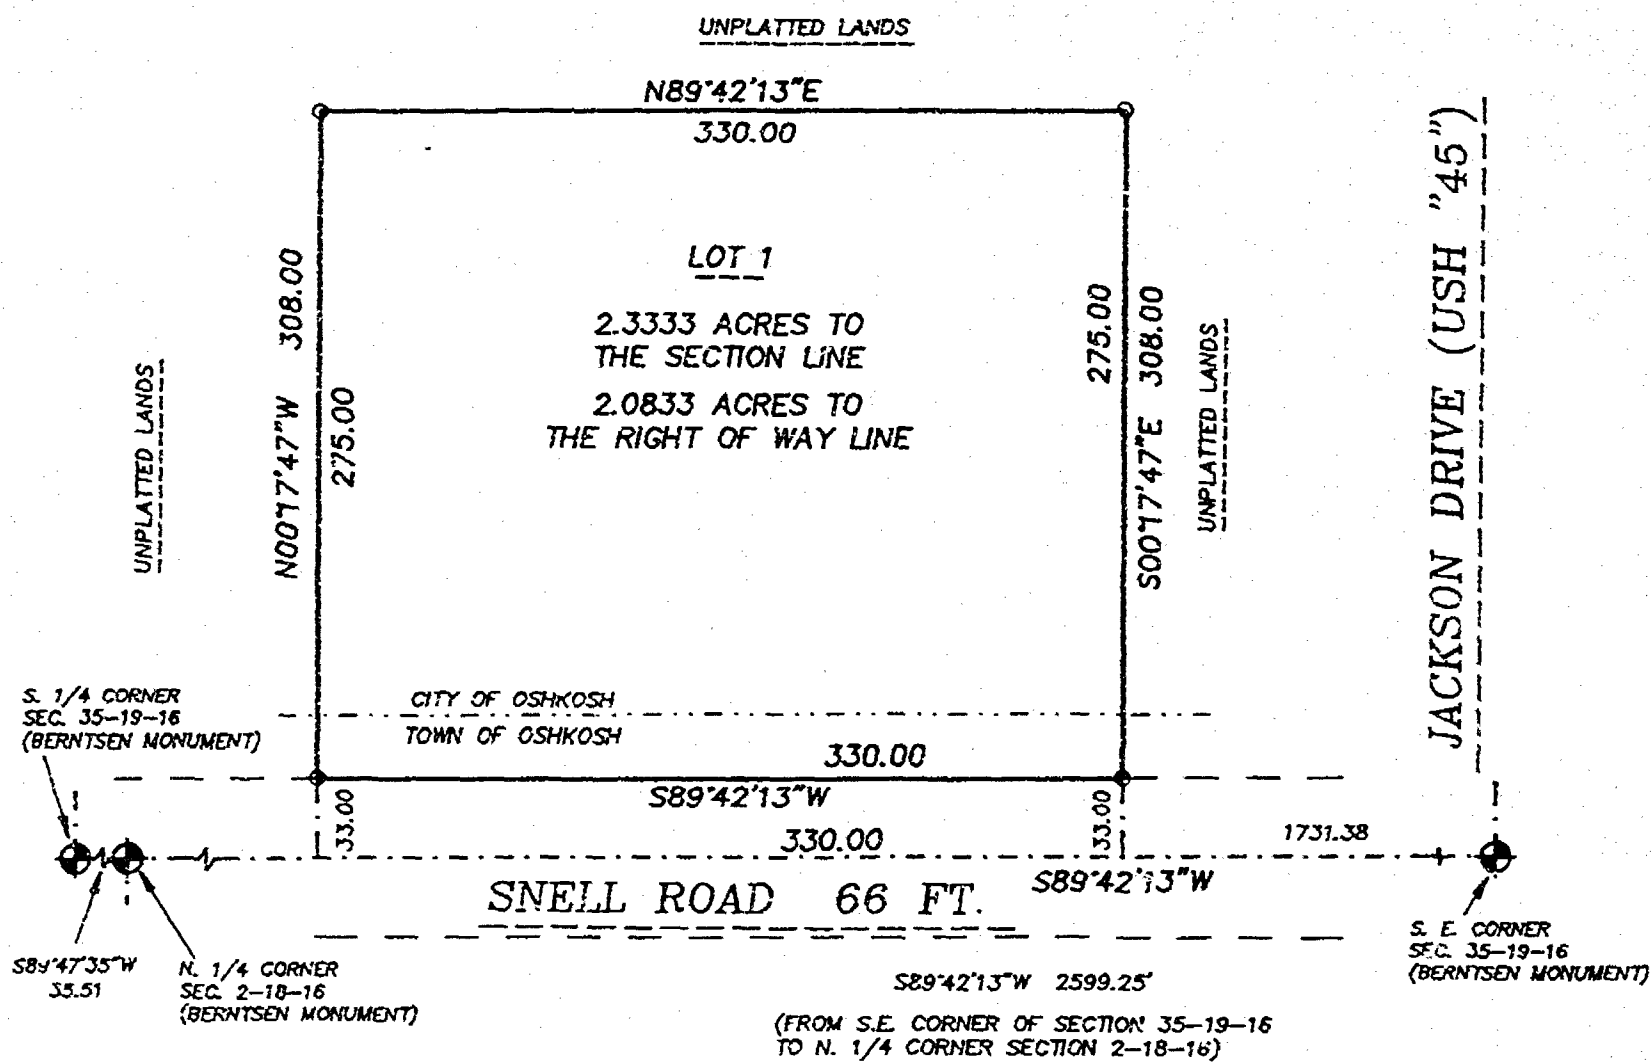 UNPLATTED LANDS
N89°42'13"E
330.00
LOT 1
2.3333 ACRES TO
THE SECTION LINE
2.0833 ACRES TO
THE RIGHT OF WAY LINE
UNPLATTED LANDS
N00°17'47"W 308.00
275.00
275.00
S00°17'47"E 308.00
UNPLATTED LANDS
JACKSON DRIVE (USH "45")
CITY OF OSHKOSH
TOWN OF OSHKOSH
330.00
S89°42'13"W
S. 1/4 CORNER
SEC. 35-19-16
(BERNTSEN MONUMENT)
33.00
330.00
33.00
1731.38
S89°42'13"W
SNELL ROAD 66 FT.
S89°47'35"W
35.51
N. 1/4 CORNER
SEC. 2-18-16
(BERNTSEN MONUMENT)
S. E. CORNER
SEC. 35-19-16
(BERNTSEN MONUMENT)
S89°42'13"W 2599.25'
(FROM S.E. CORNER OF SECTION 35-19-16
TO N. 1/4 CORNER SECTION 2-18-16)